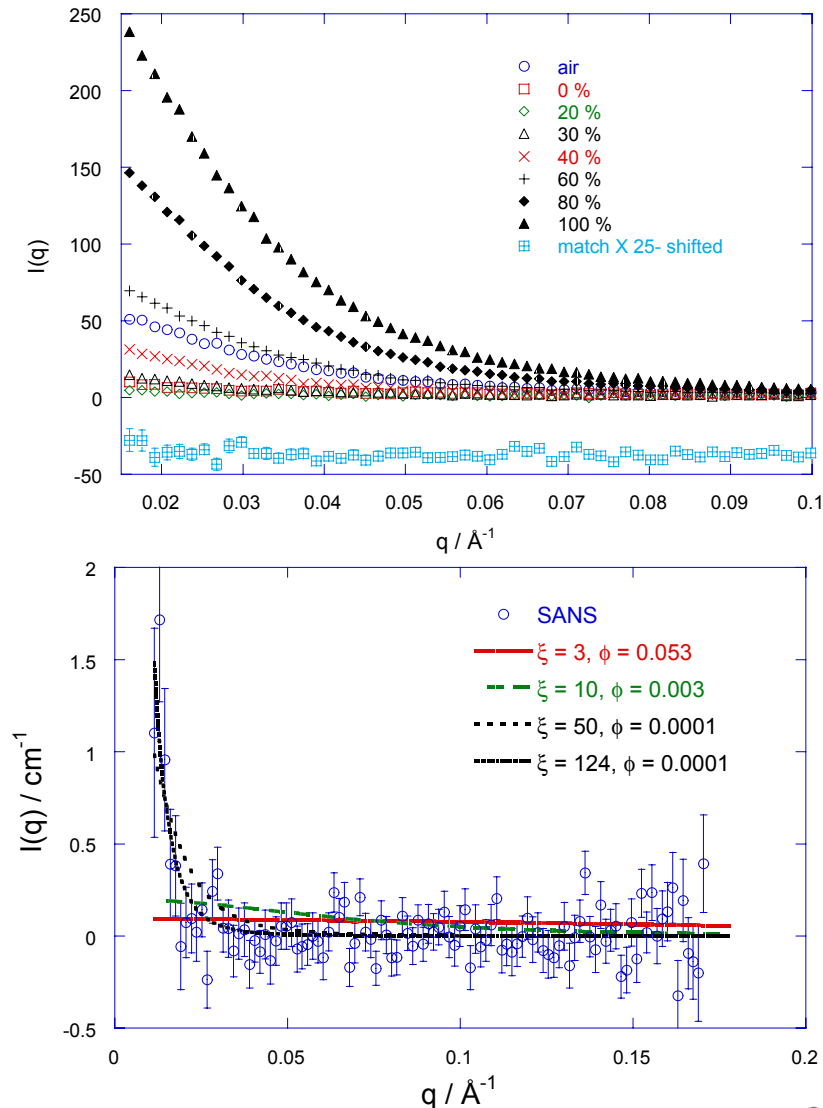 250
200
150
100
50
0
-50
I(q)
air
0 %
20 %
30 %
40 %
60 %
80 %
100 %
match X 25- shifted
0.02 0.03 0.04 0.05 0.06 0.07 0.08 0.09 0.1
q / Å-1
2
1.5
1
0.5
0
-0.5
I(q) / cm-1
SANS
ξ = 3, ϕ = 0.053
ξ = 10, ϕ = 0.003
ξ = 50, ϕ = 0.0001
ξ = 124, ϕ = 0.0001
0 0.05 0.1 0.15 0.2
q / Å-1